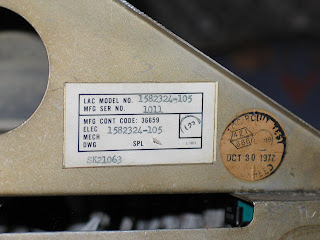 LAC MODEL NO. 1582324-105
MFG SER NO. 1011
MFG CONT CODE: 36659
ELEC 1582324-105
MECH
DWG SPL
SK21063
OCT 30 1972